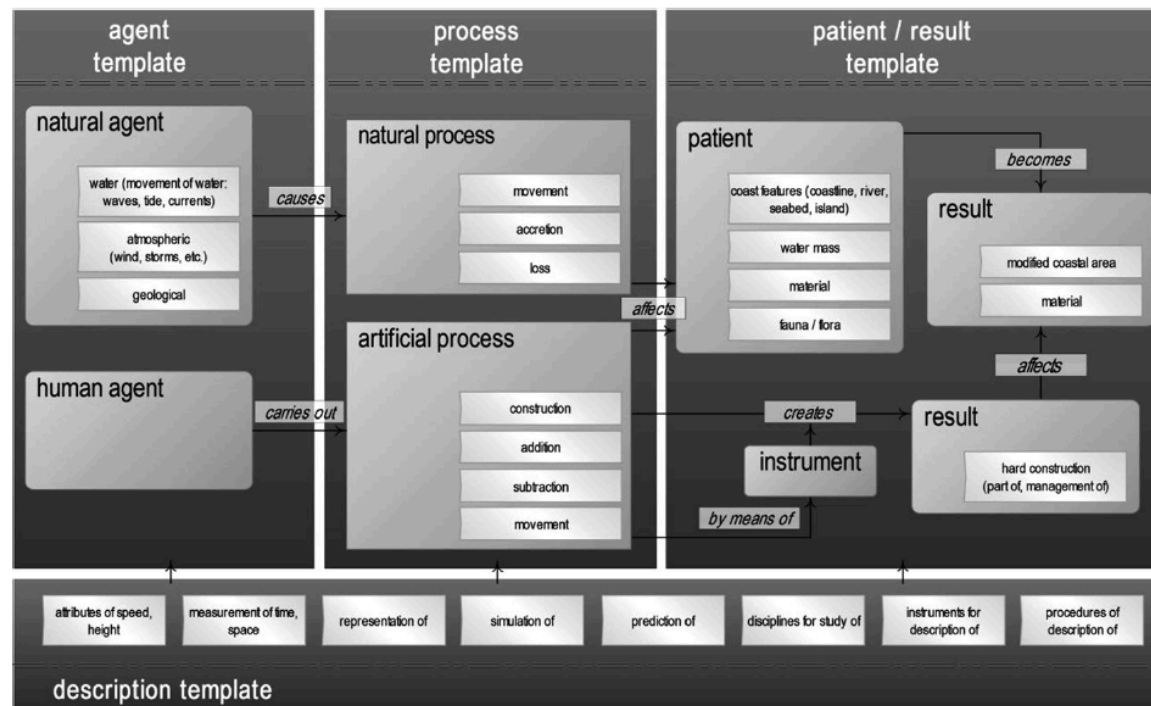 agent
template
process
template
patient / result
template
natural agent
water (movement of water:
waves, tide, currents)
atmospheric
(wind, storms, etc.)
geological
causes
natural process
movement
accretion
loss
affects
patient
coast features (coastline, river,
seabed, island)
water mass
material
fauna / flora
becomes
result
modified coastal area
material
human agent
carries out
artificial process
construction
addition
subtraction
movement
creates
instrument
by means of
affects
result
hard construction
(part of, management of)
attributes of speed,
height
measurement of time,
space
representation of
simulation of
prediction of
disciplines for study of
instruments for
description of
procedures of
description of
description template